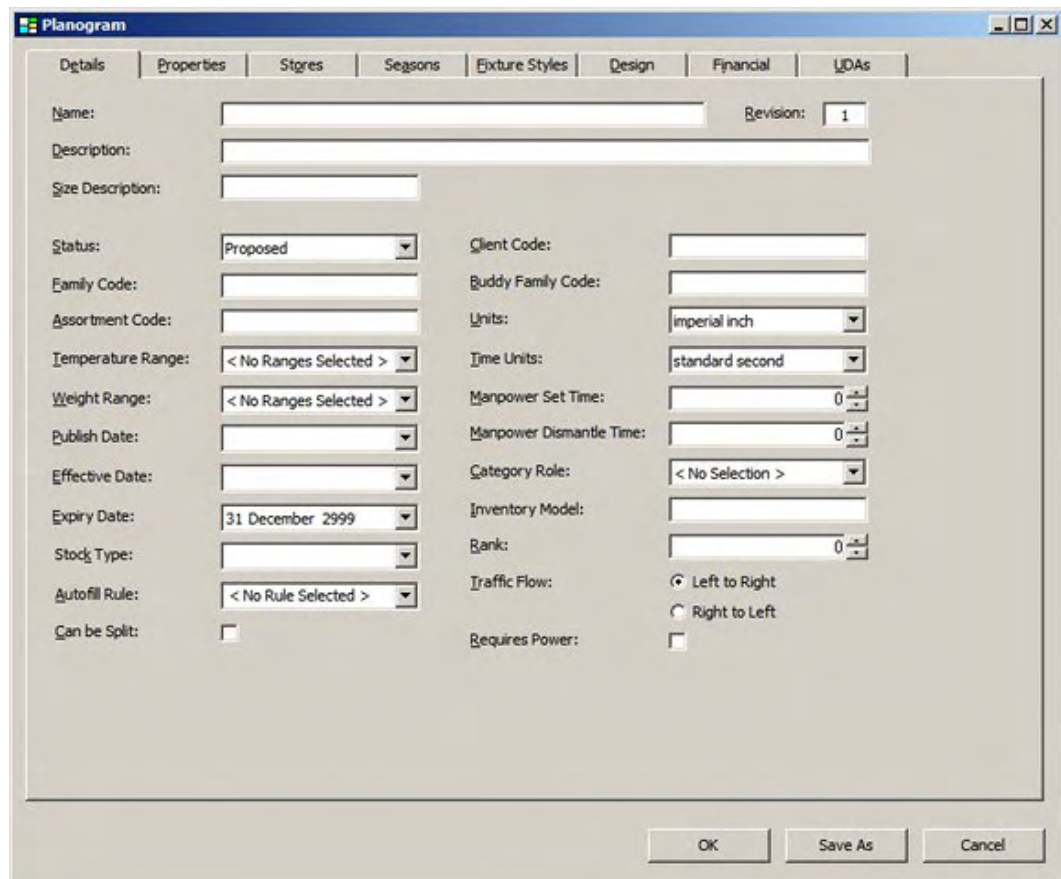 Planogram
Details Properties Stores Seasons Fixture Styles Design Financial UDAs
Name: Revision: 1
Description:
Size Description:
Status: Proposed Client Code:
Family Code: Buddy Family Code:
Assortment Code: Units: imperial inch
Temperature Range: < No Ranges Selected > Time Units: standard second
Weight Range: < No Ranges Selected > Manpower Set Time: 0
Publish Date: Manpower Dismantle Time: 0
Effective Date: Category Role: < No Selection >
Expiry Date: 31 December 2999 Inventory Model:
Stock Type: Rank: 0
Autofill Rule: < No Rule Selected > Traffic Flow: Left to Right
Right to Left
Can be Split: Requires Power:
OK Save As Cancel